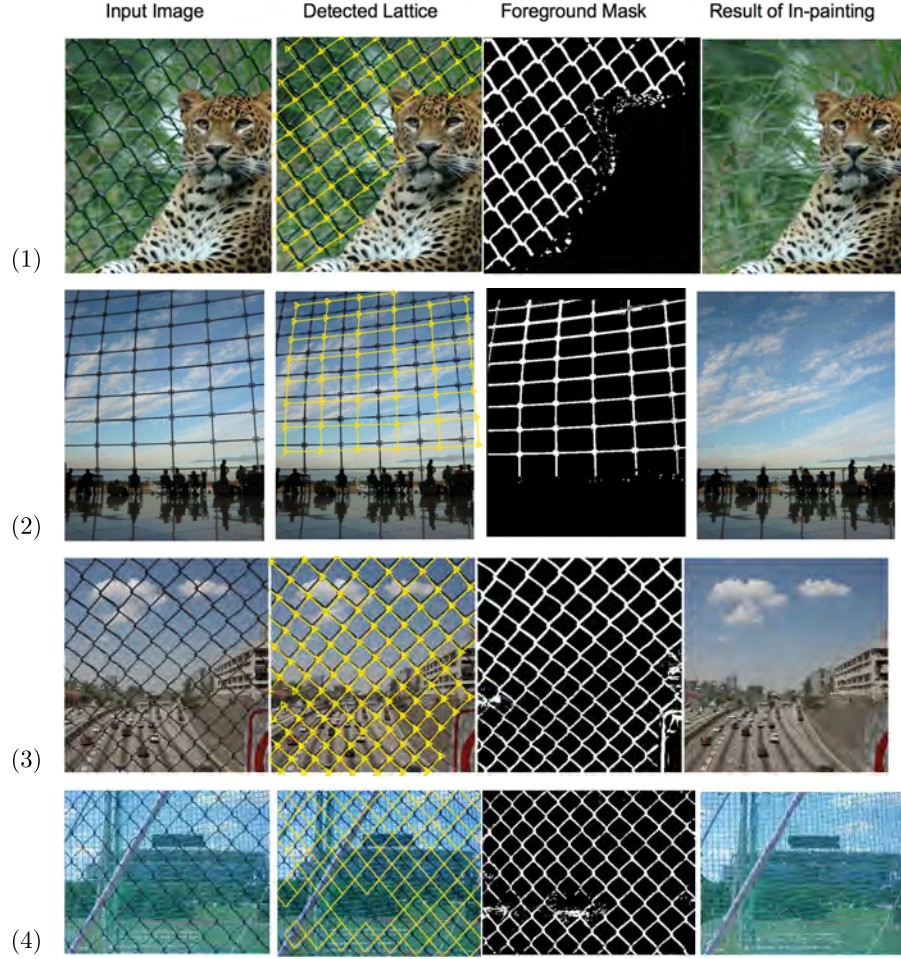 Input Image Detected Lattice Foreground Mask Result of In-painting
(1)
(2)
(3)
(4)